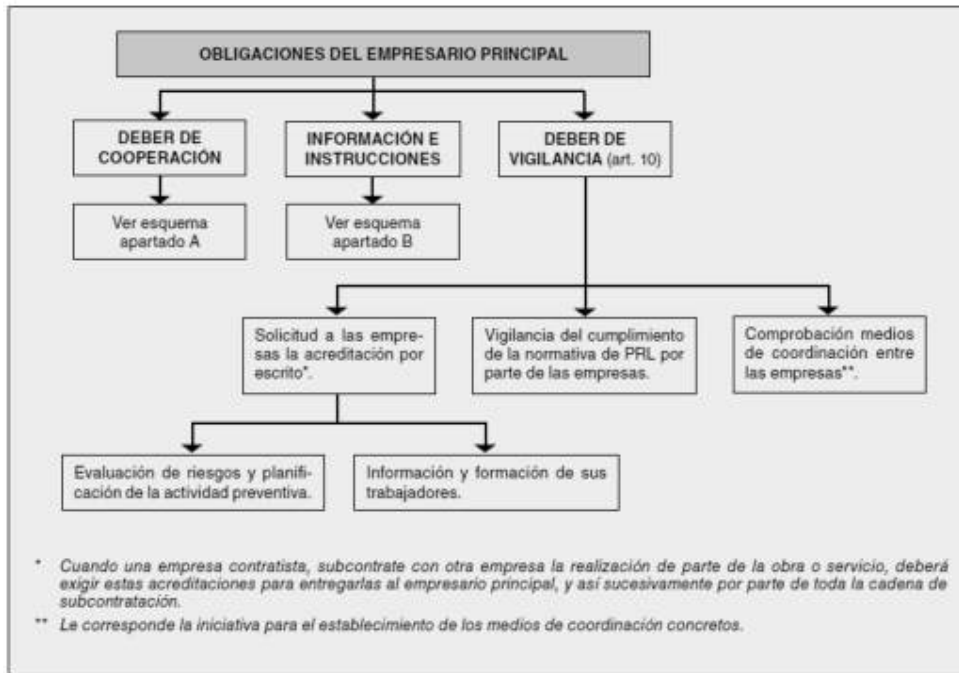 OBLIGACIONES DEL EMPRESARIO PRINCIPAL
DEBER DE
COOPERACIÓN
INFORMACIÓN E
INSTRUCCIONES
DEBER DE
VIGILANCIA (art. 10)
Ver esquema
apartado A
Ver esquema
apartado B
Solicitud a las empre-
sas la acreditación por
escrito*.
Vigilancia del cumplimiento
de la normativa de PRL por
parte de las empresas.
Comprobación medios
de coordinación entre
las empresas**.
Evaluación de riesgos y planifi-
cación de la actividad preventiva.
Información y formación de sus
trabajadores.
* Cuando una empresa contratista, subcontrate con otra empresa la realización de parte de la obra o servicio, deberá
exigir estas acreditaciones para entregarlas al empresario principal, y así sucesivamente por parte de toda la cadena de
subcontratación.
** Le corresponde la iniciativa para el establecimiento de los medios de coordinación concretos.